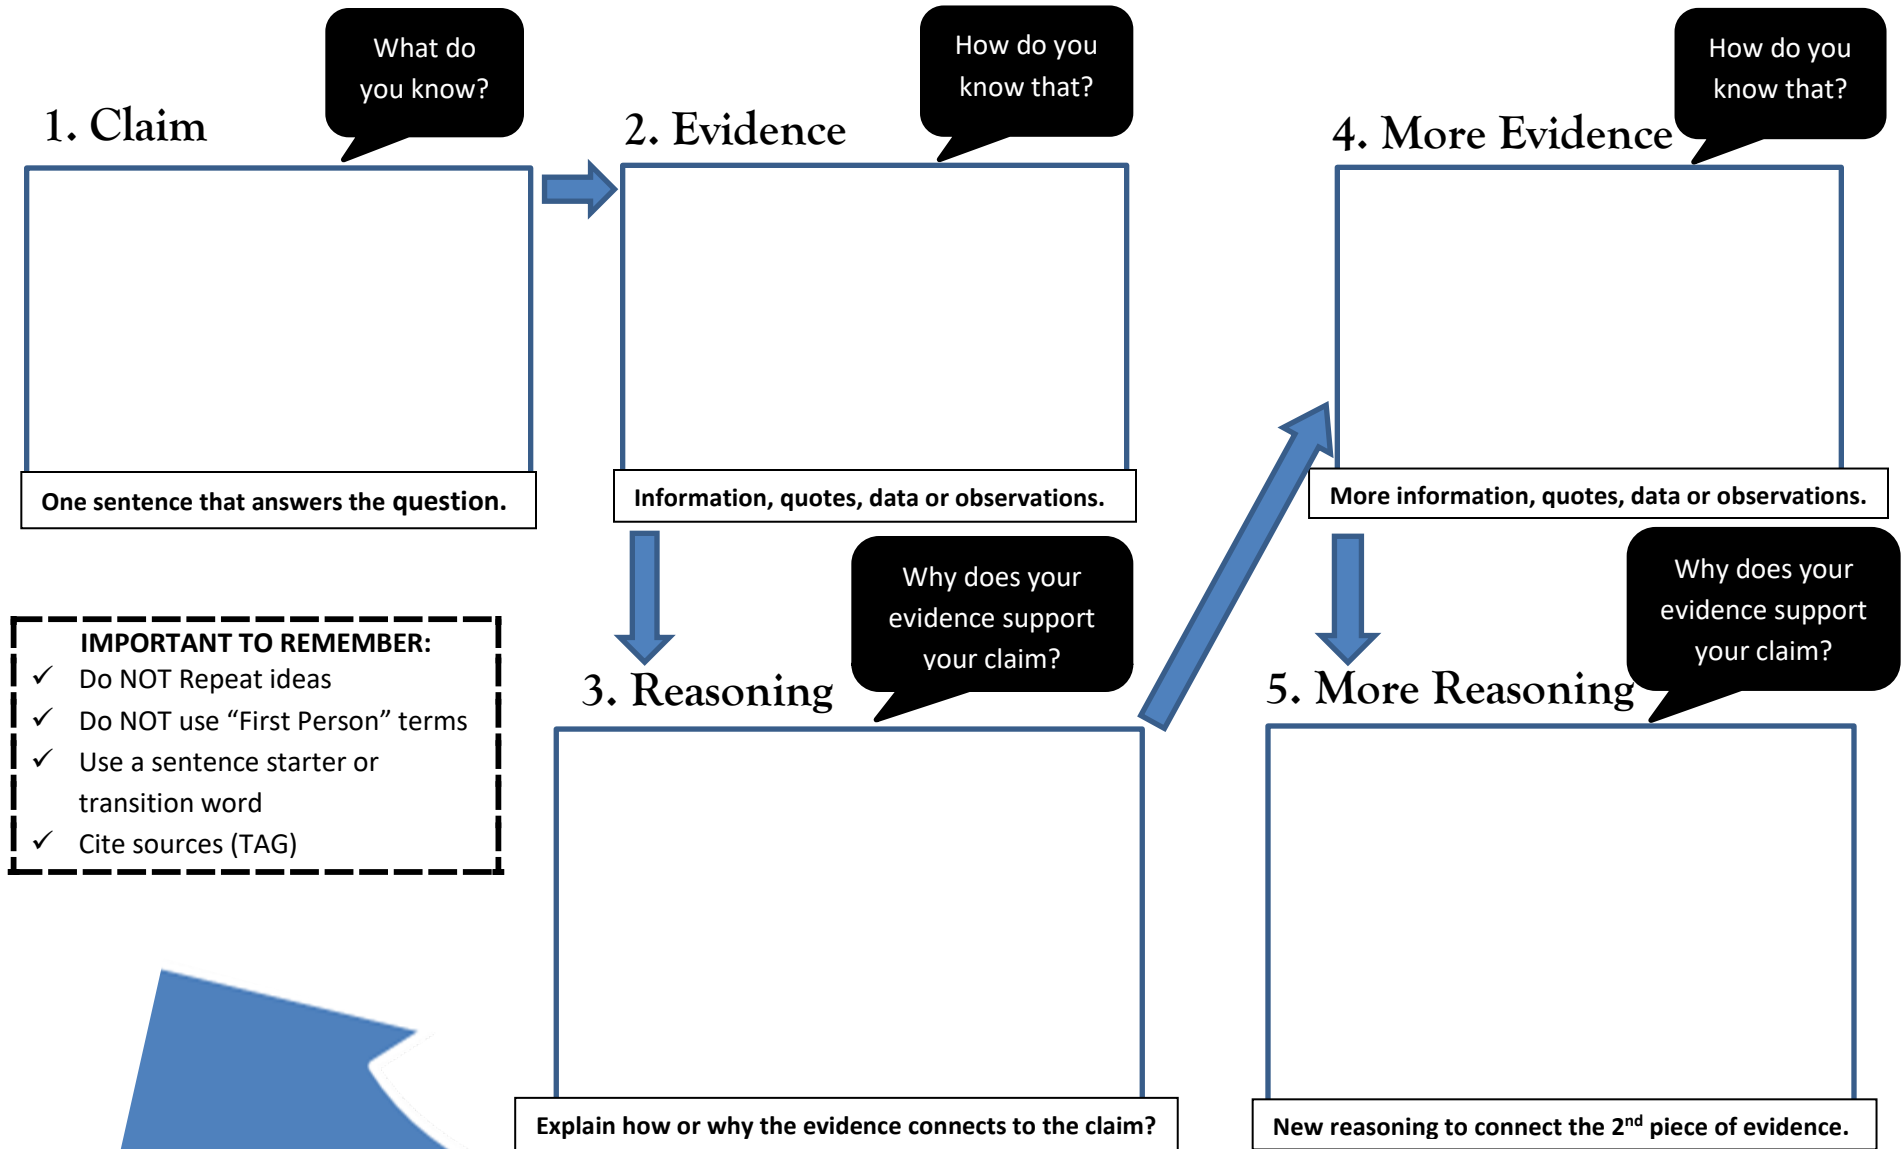 What do
you know?
1. Claim
One sentence that answers the question.
How do you
know that?
2. Evidence
Information, quotes, data or observations.
Why does your
evidence support
your claim?
3. Reasoning
Explain how or why the evidence connects to the claim?
How do you
know that?
4. More Evidence
More information, quotes, data or observations.
Why does your
evidence support
your claim?
5. More Reasoning
New reasoning to connect the 2nd piece of evidence.
IMPORTANT TO REMEMBER:
✓ Do NOT Repeat ideas
✓ Do NOT use “First Person” terms
✓ Use a sentence starter or
transition word
✓ Cite sources (TAG)